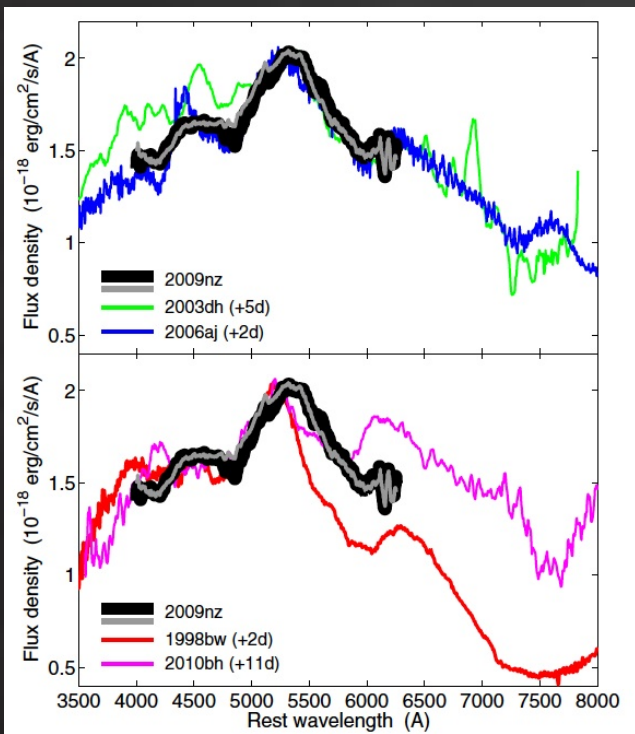 2
1.5
1
0.5
Flux density (10⁻¹⁸ erg/cm²/s/A)
2009nz
2003dh (+5d)
2006aj (+2d)
2
1.5
1
0.5
Flux density (10⁻¹⁸ erg/cm²/s/A)
2009nz
1998bw (+2d)
2010bh (+11d)
3500 4000 4500 5000 5500 6000 6500 7000 7500 8000
Rest wavelength (A)